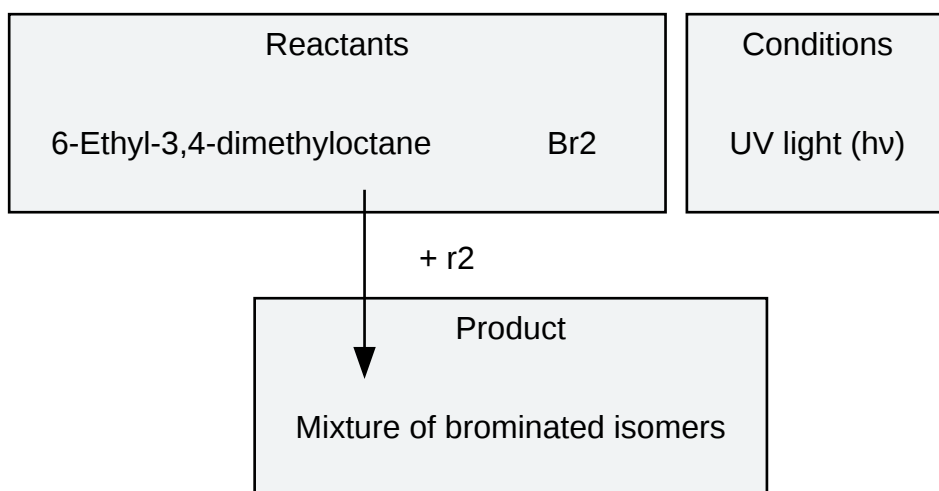 Reactants
Conditions
6-Ethyl-3,4-dimethyloctane
Br2
UV light (hν)
+ r2
Product
Mixture of brominated isomers